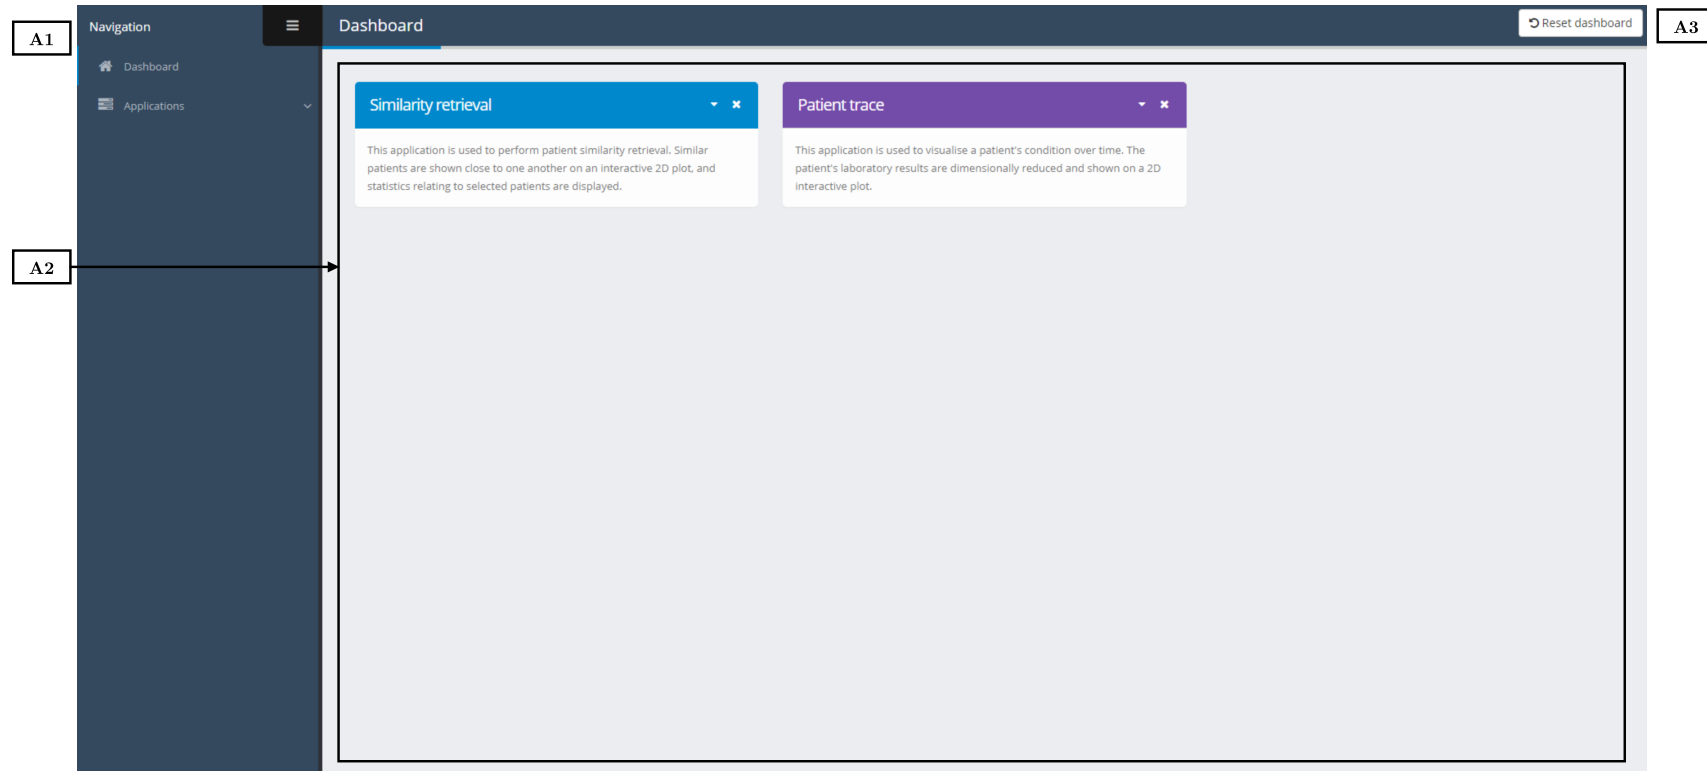 A1
Navigation
Dashboard
Reset dashboard
A3
Dashboard
Applications
Similarity retrieval
This application is used to perform patient similarity retrieval. Similar
patients are shown close to one another on an interactive 2D plot, and
statistics relating to selected patients are displayed.
Patient trace
This application is used to visualise a patient's condition over time. The
patient's laboratory results are dimensionally reduced and shown on a 2D
interactive plot.
A2